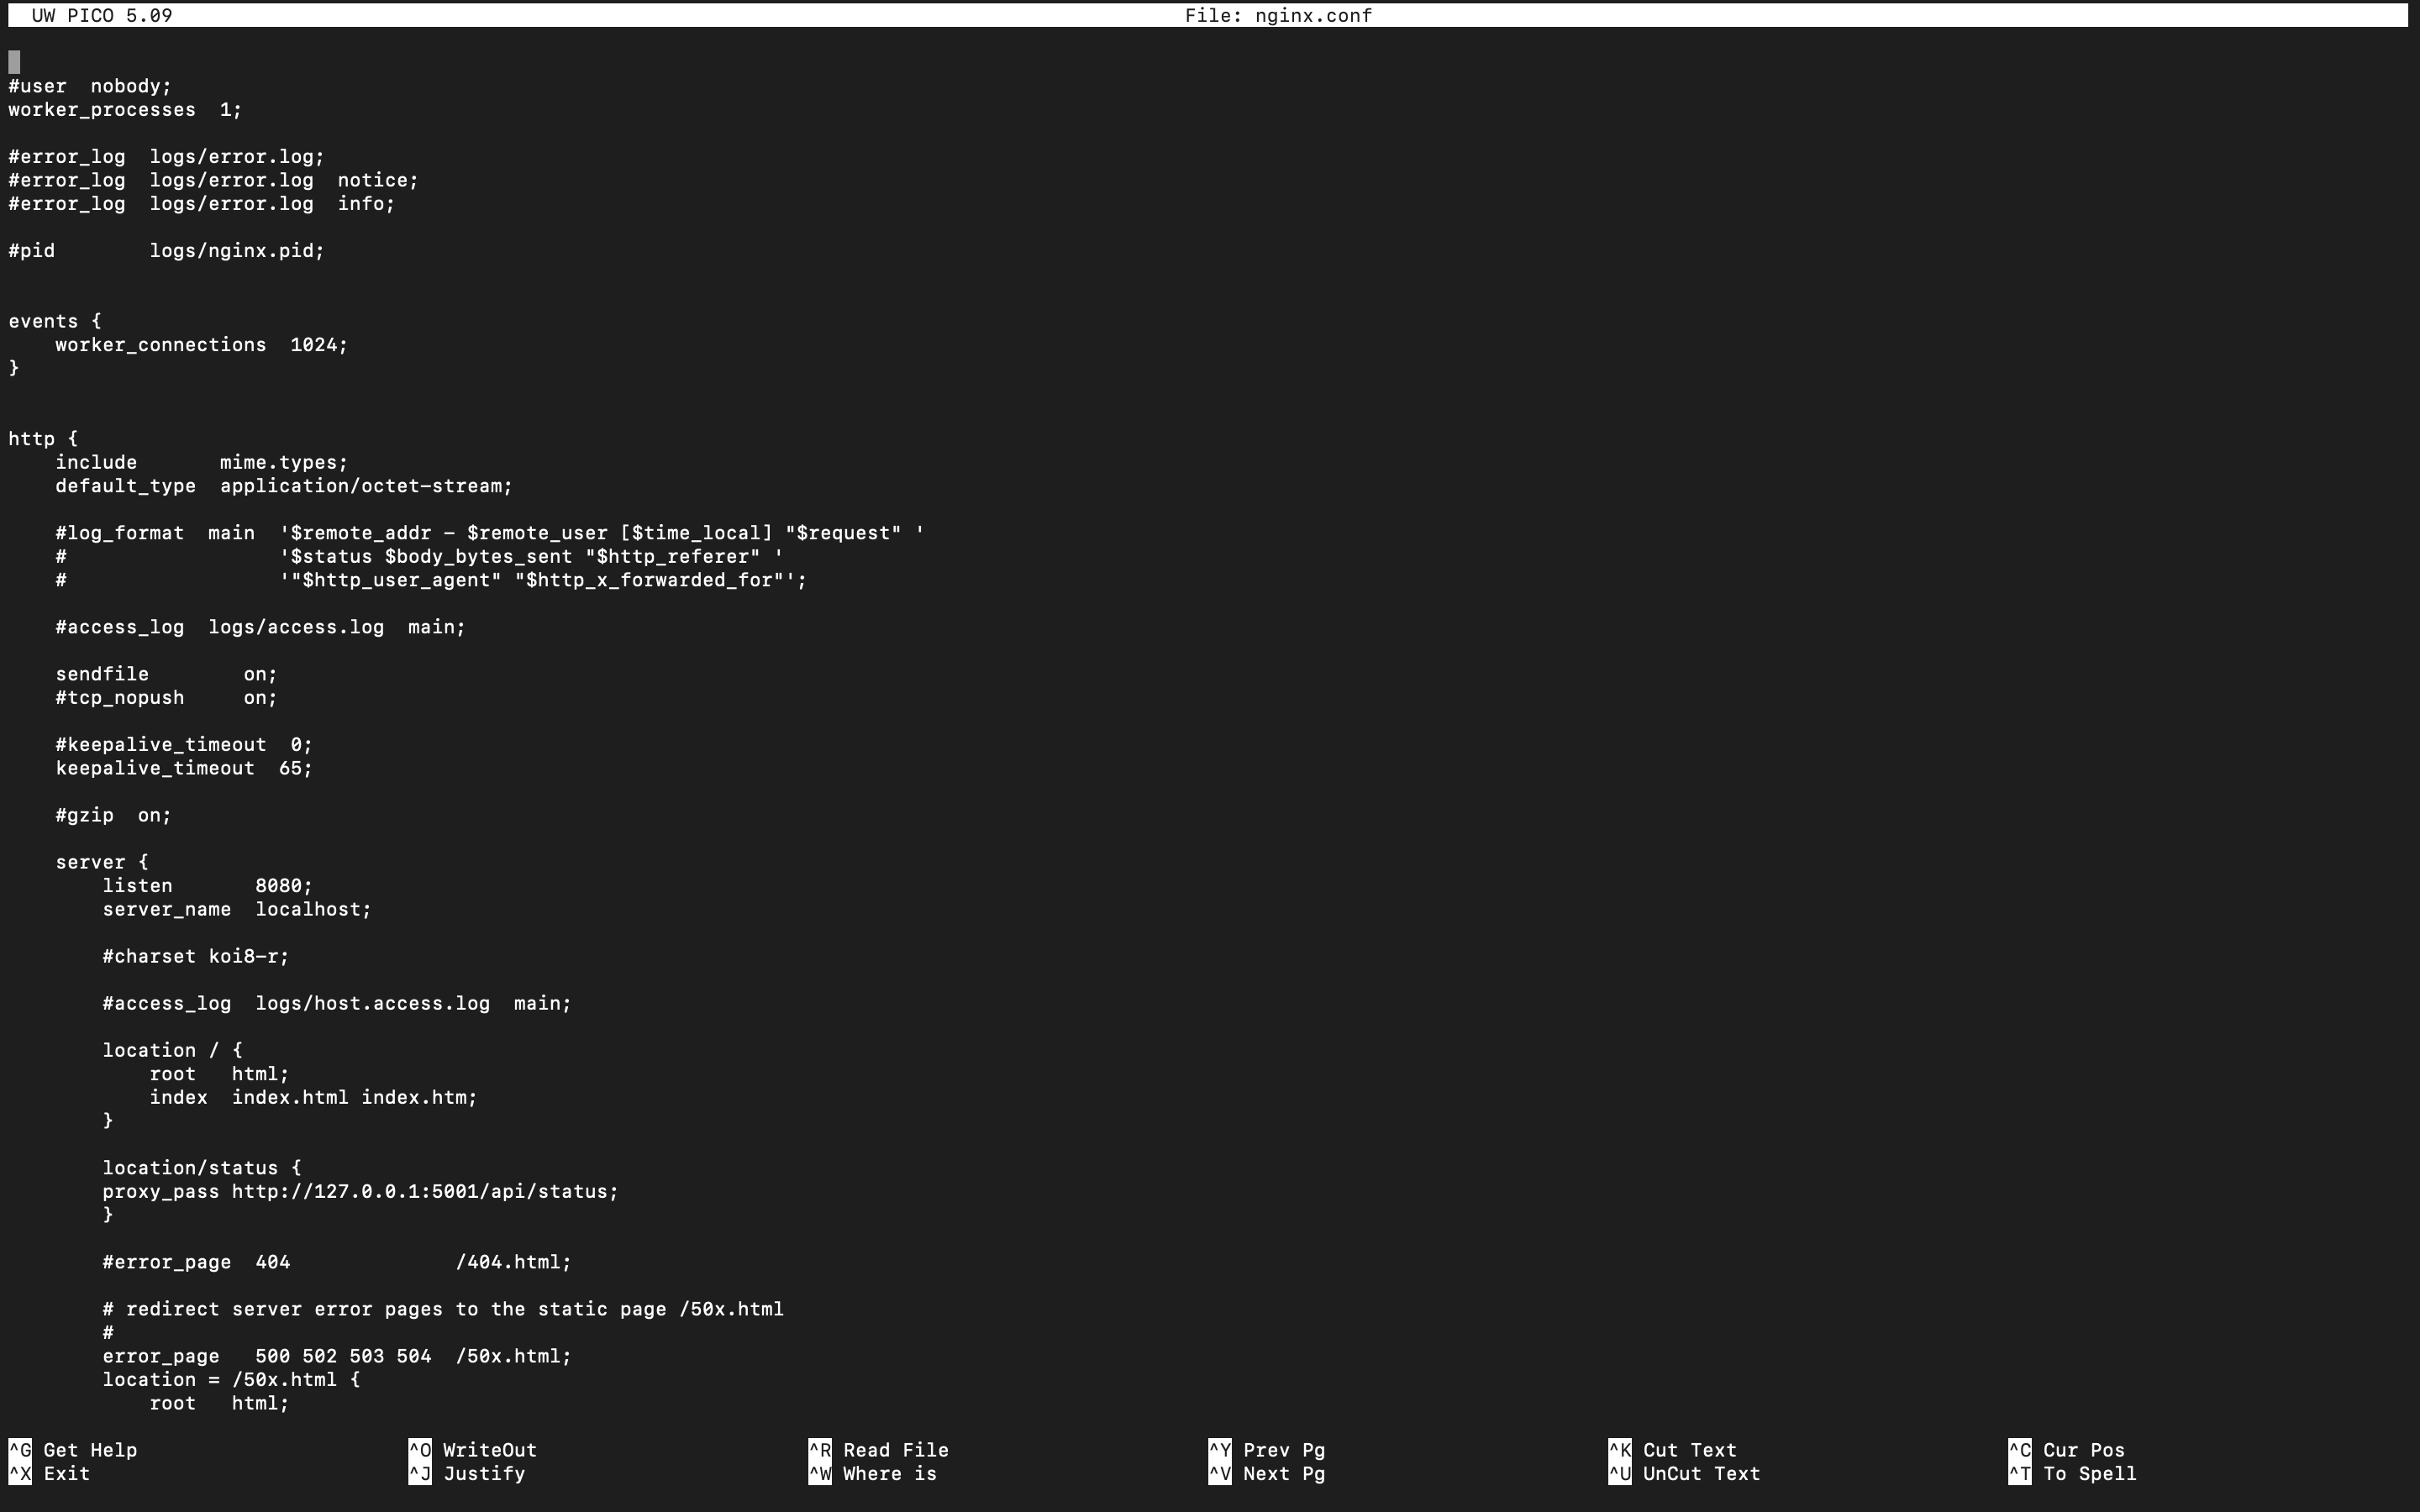 UW PICO 5.09 File: nginx.conf
#user  nobody;
worker_processes  1;
#error_log  logs/error.log;
#error_log  logs/error.log  notice;
#error_log  logs/error.log  info;
#pid        logs/nginx.pid;
events {
    worker_connections  1024;
}
http {
    include       mime.types;
    default_type  application/octet-stream;
    #log_format  main  '$remote_addr - $remote_user [$time_local] "$request" '
    #                  '$status $body_bytes_sent "$http_referer" '
    #                  '"$http_user_agent" "$http_x_forwarded_for"';
    #access_log  logs/access.log  main;
    sendfile        on;
    #tcp_nopush     on;
    #keepalive_timeout  0;
    keepalive_timeout  65;
    #gzip  on;
    server {
        listen       8080;
        server_name  localhost;
        #charset koi8-r;
        #access_log  logs/host.access.log  main;
        location / {
            root   html;
            index  index.html index.htm;
        }
        location/status {
        proxy_pass http://127.0.0.1:5001/api/status;
        }
        #error_page  404              /404.html;
        # redirect server error pages to the static page /50x.html
        #
        error_page   500 502 503 504  /50x.html;
        location = /50x.html {
            root   html;
^G Get Help ^O WriteOut ^R Read File ^Y Prev Pg ^K Cut Text ^C Cur Pos
^X Exit ^J Justify ^W Where is ^V Next Pg ^U UnCut Text ^T To Spell